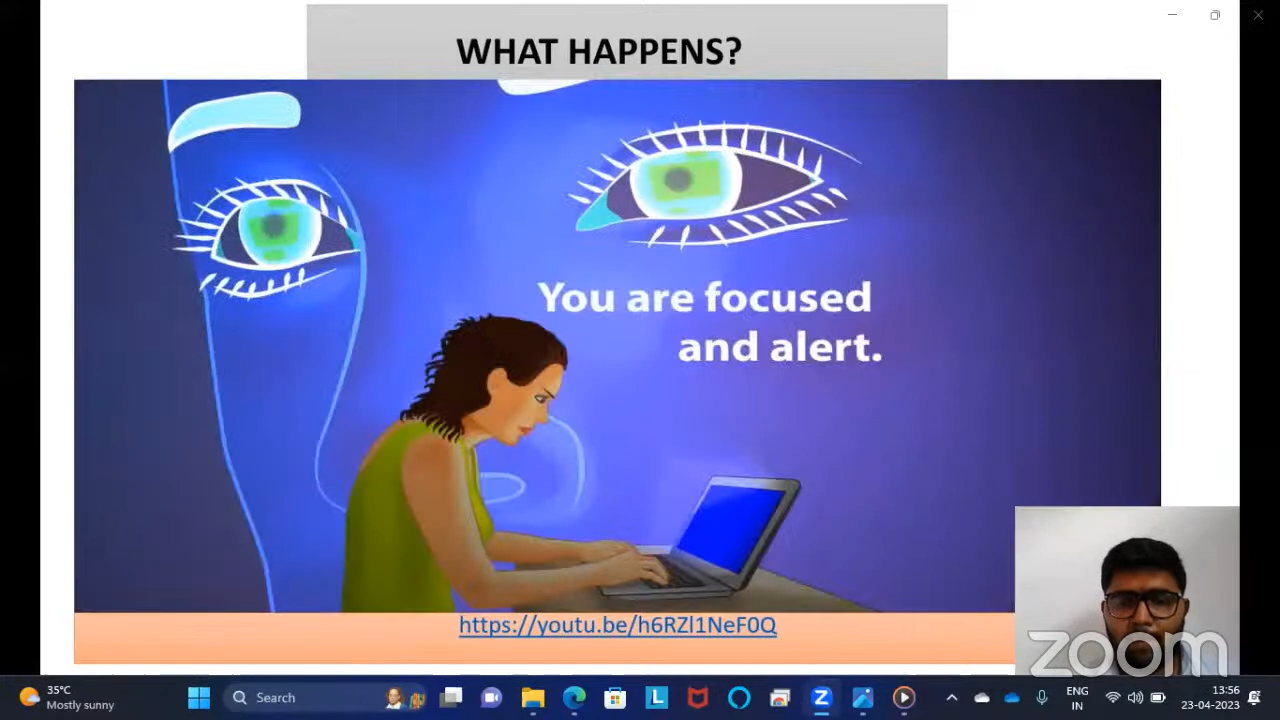 WHAT HAPPENS?
You are focused
and alert.
https://youtu.be/h6RZl1NeF0Q
zoom
35°C
Mostly sunny
Search
ENG
IN
13:56
23-04-2023